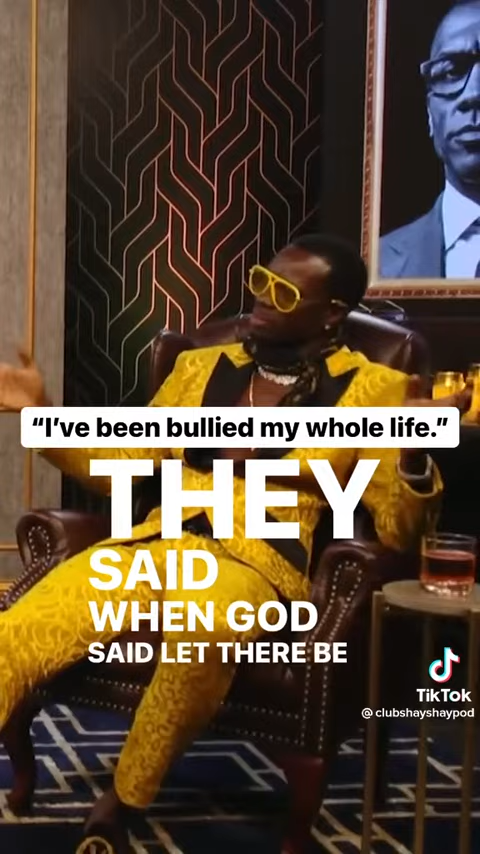 “I’ve been bullied my whole life.”
THEY
SAID
WHEN GOD
SAID LET THERE BE
TikTok
@ clubshayshaypod